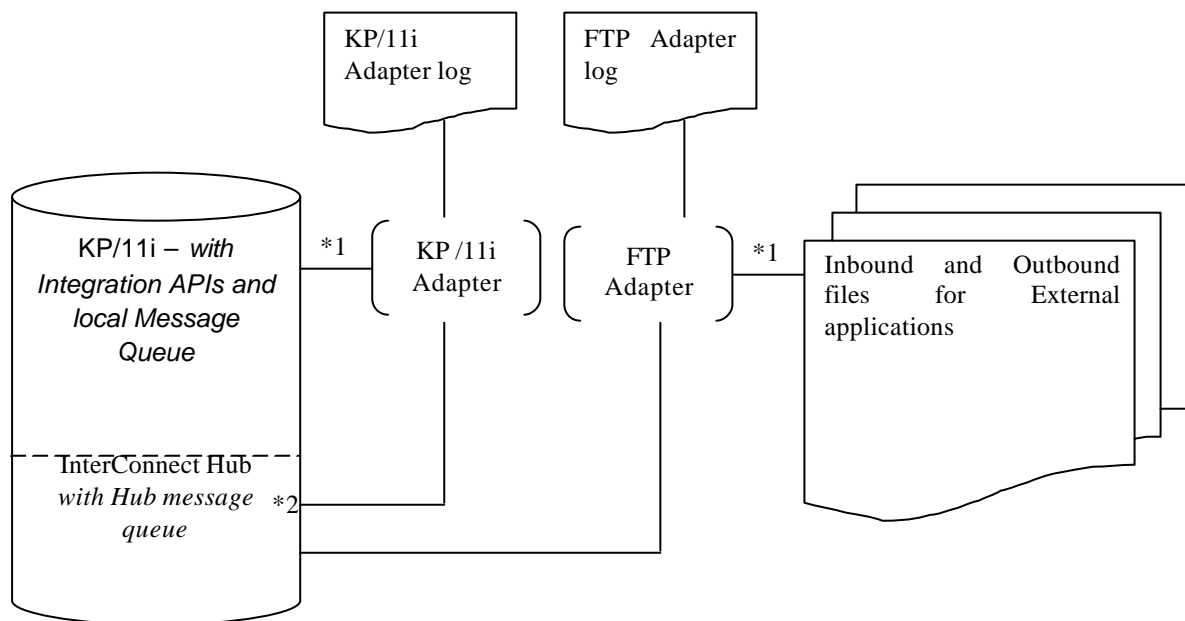 KP/11i
Adapter log
FTP Adapter
log
KP/11i – with
Integration APIs and
local Message
Queue
*1
KP /11i
Adapter
FTP
Adapter
*1
Inbound and Outbound
files for External
applications
InterConnect Hub
with Hub message
queue
*2